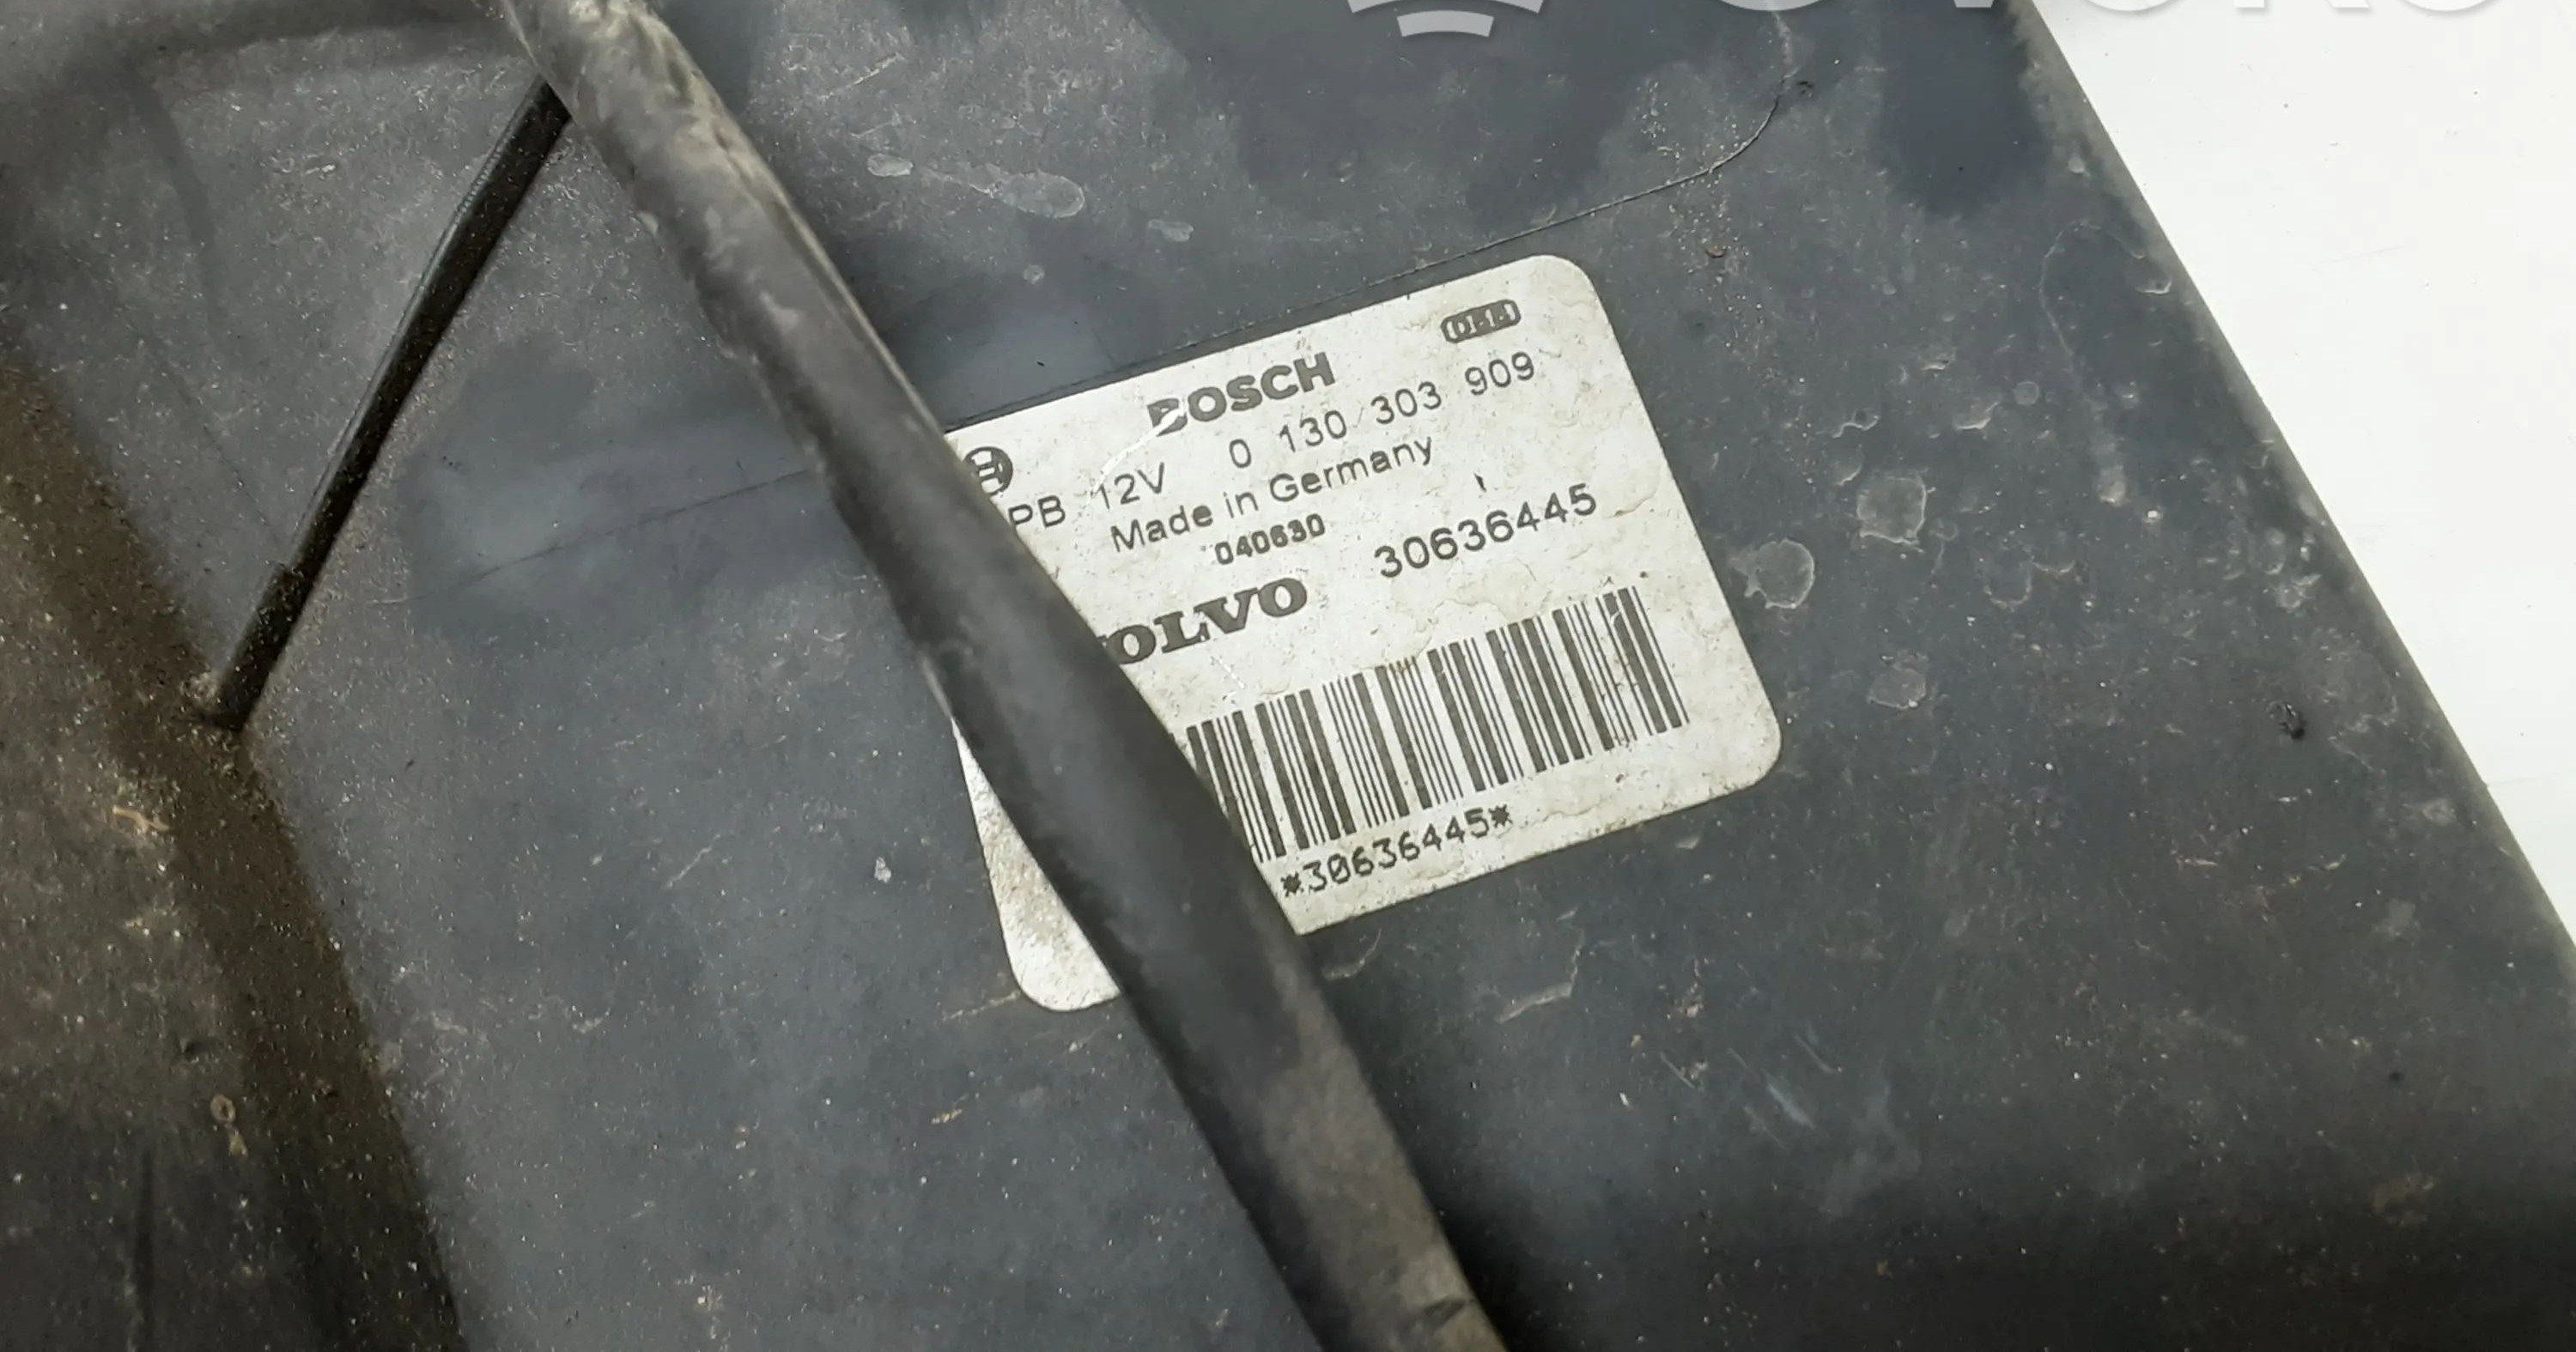 BOSCH
PB 12V 0 130 303 909
Made in Germany
040630
OLVO 30636445
*30636445*